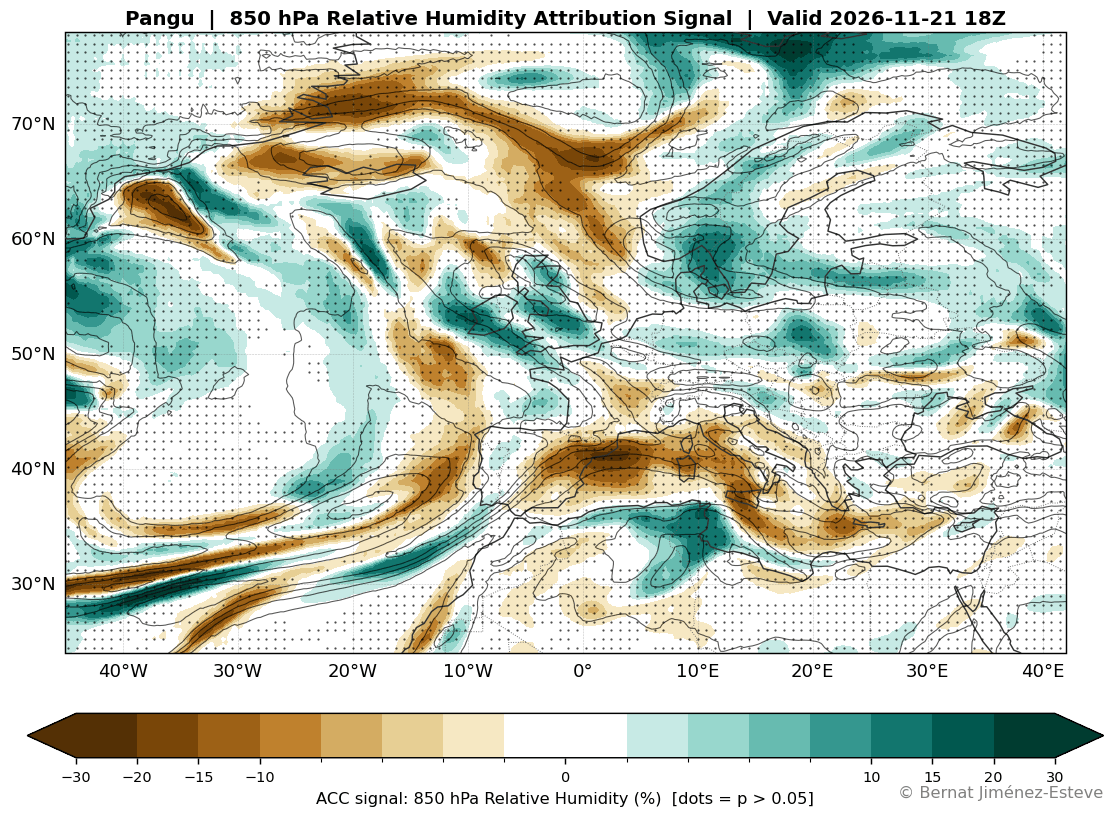 Pangu | 850 hPa Relative Humidity Attribution Signal | Valid 2026-11-21 18Z
70°N
60°N
50°N
40°N
30°N
40°W 30°W 20°W 10°W 0° 10°E 20°E 30°E 40°E
−30 −20 −15 −10 0 10 15 20 30
ACC signal: 850 hPa Relative Humidity (%) [dots = p > 0.05]
© Bernat Jiménez-Esteve